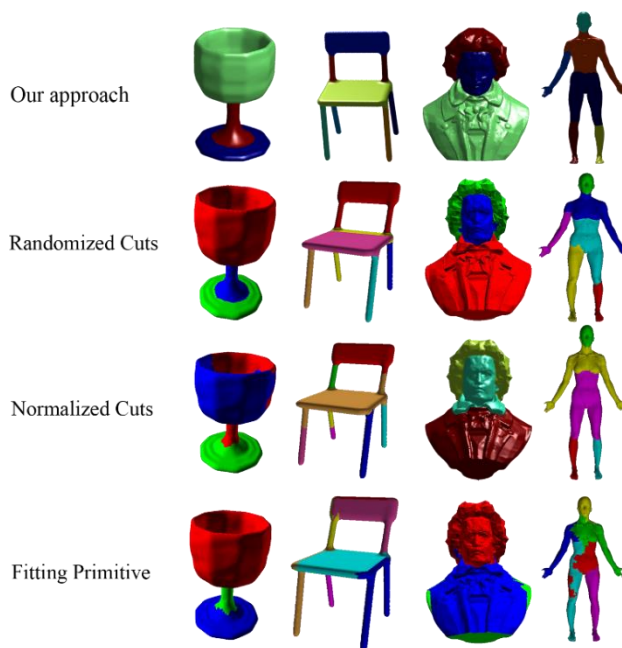 Our approach
Randomized Cuts
Normalized Cuts
Fitting Primitive